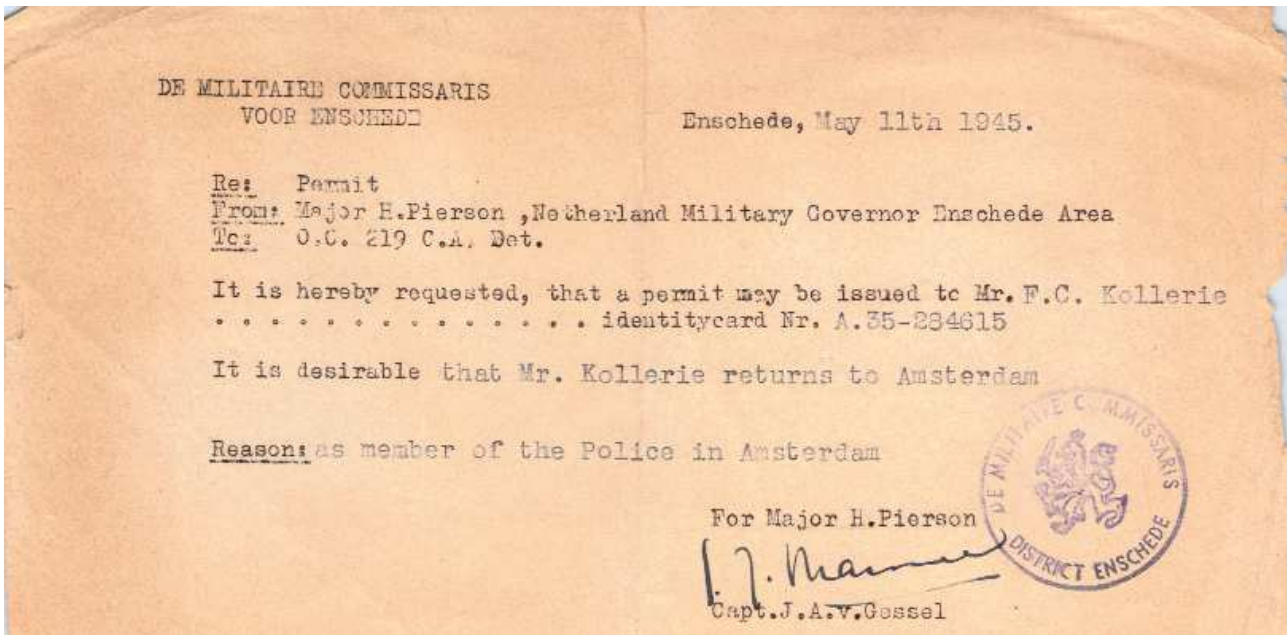 DE MILITAIRE COMMISSARIS
VOOR ENSCHEDE
Enschede, May 11th 1945.
Re: Permit
From: Major H.Pierson ,Netherland Military Governor Enschede Area
To: O.C. 219 C.A. Det.
It is hereby requested, that a permit may be issued to Mr. F.C. Kollerie
. . . . . . . . . . . . . . . identitycard Nr. A.35-284615
It is desirable that Mr. Kollerie returns to Amsterdam
Reason: as member of the Police in Amsterdam
DE MILITAIRE COMMISSARIS
DISTRICT ENSCHEDE
For Major H.Pierson
Capt.J.A.v.Gessel